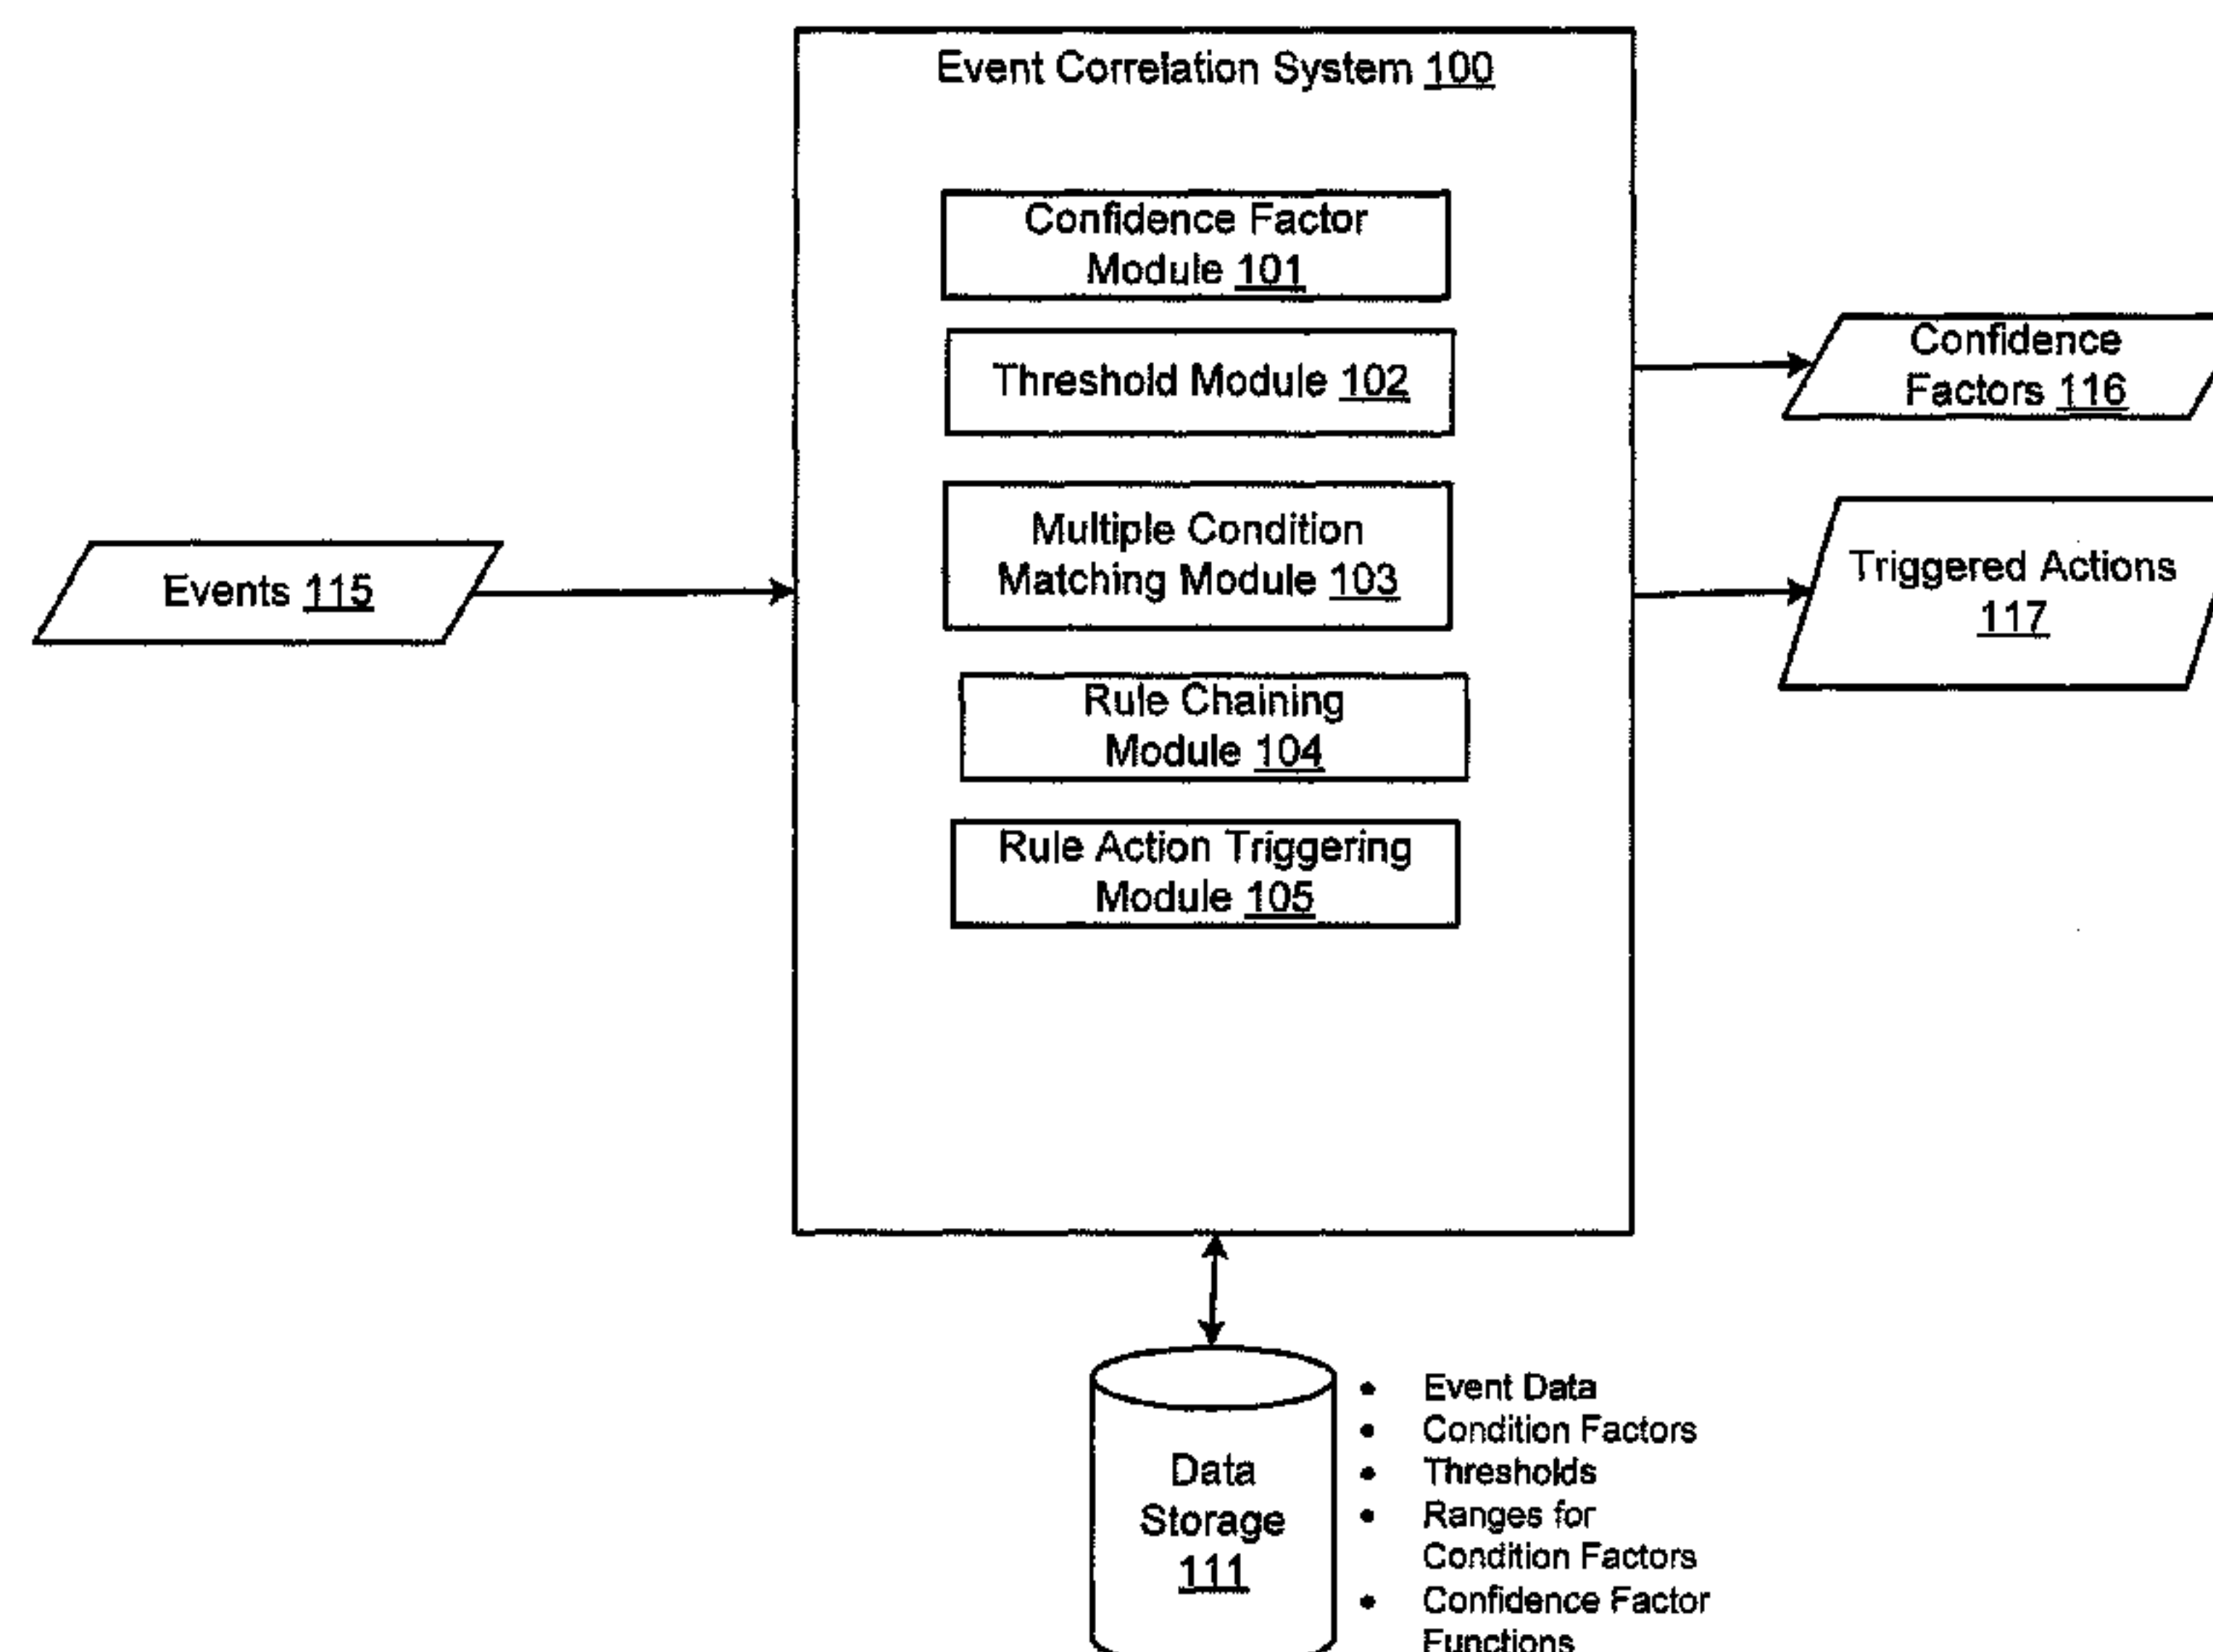 Event Correlation System 100
Confidence Factor
Module 101
Threshold Module 102
Multiple Condition
Matching Module 103
Rule Chaining
Module 104
Rule Action Triggering
Module 105
Events 115
Confidence
Factors 116
Triggered Actions
117
Data
Storage
111
• Event Data
• Condition Factors
• Thresholds
• Ranges for
Condition Factors
• Confidence Factor
Functions